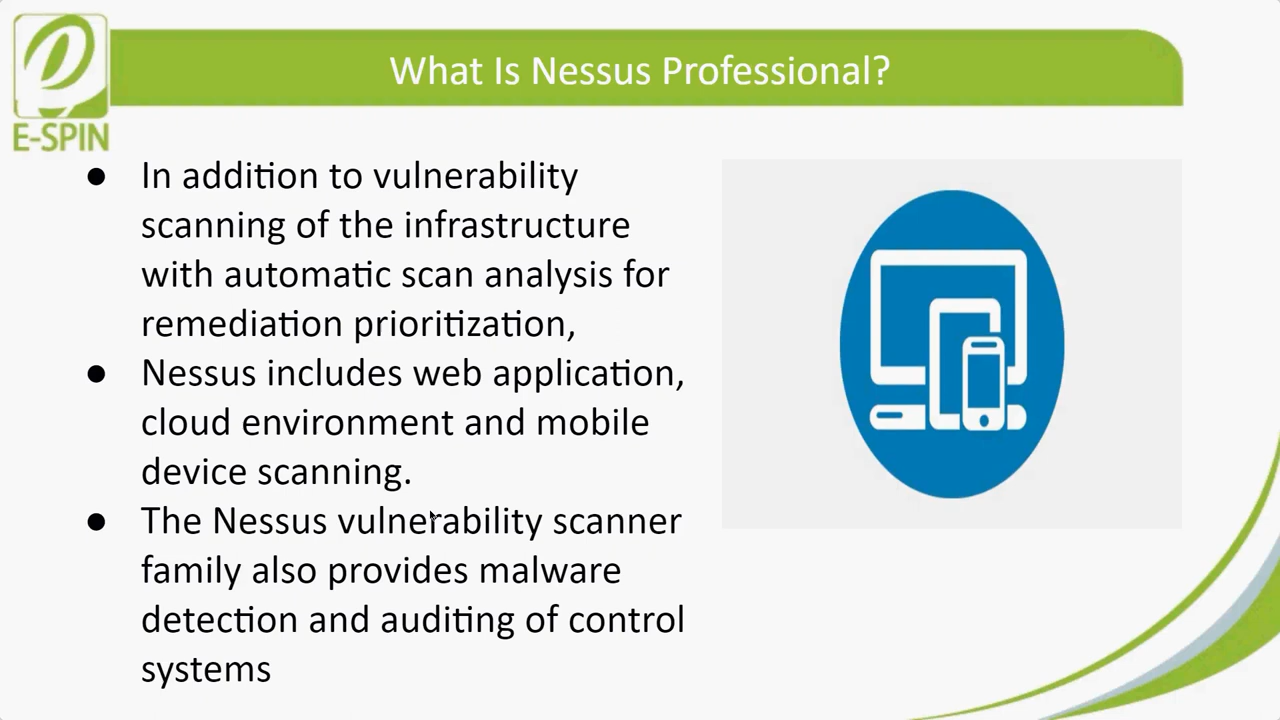 What Is Nessus Professional?
E-SPIN
● In addition to vulnerability
scanning of the infrastructure
with automatic scan analysis for
remediation prioritization,
● Nessus includes web application,
cloud environment and mobile
device scanning.
● The Nessus vulnerability scanner
family also provides malware
detection and auditing of control
systems